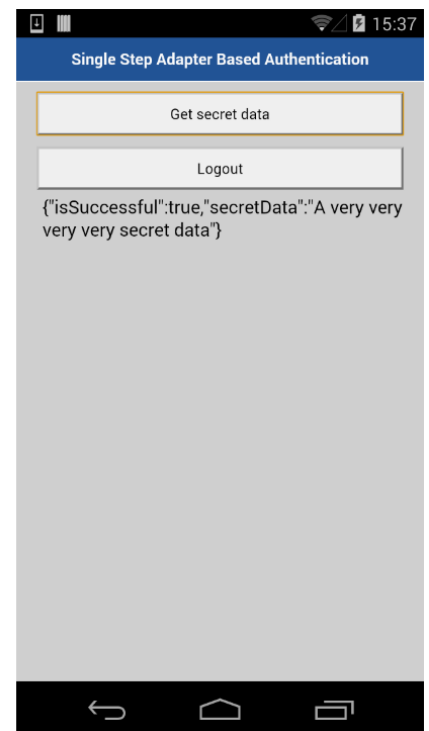 15:37
Single Step Adapter Based Authentication
Get secret data
Logout
{"isSuccessful":true,"secretData":"A very very
very very secret data"}